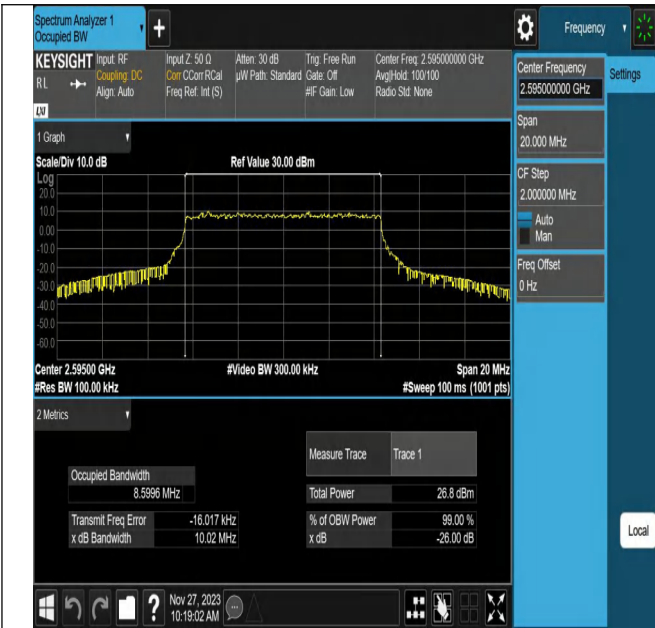 Spectrum Analyzer 1
Occupied BW
Frequency
KEYSIGHT
RL
LXI
Input: RF
Coupling: DC
Align: Auto
Input Z: 50 Ω
Corr CCorr RCal
Freq Ref: Int (S)
Atten: 30 dB
µW Path: Standard
Trig: Free Run
Gate: Off
#IF Gain: Low
Center Freq: 2.595000000 GHz
Avg|Hold: 100/100
Radio Std: None
Center Frequency
2.595000000 GHz
Settings
Span
20.000 MHz
CF Step
2.000000 MHz
Auto
Man
Freq Offset
0 Hz
Local
1 Graph
Scale/Div 10.0 dB
Ref Value 30.00 dBm
Log
20.0
10.0
0.00
-10.0
-20.0
-30.0
-40.0
-50.0
-60.0
Center 2.59500 GHz
#Video BW 300.00 kHz
Span 20 MHz
#Res BW 100.00 kHz
#Sweep 100 ms (1001 pts)
2 Metrics
Measure Trace
Trace 1
Occupied Bandwidth
8.5996 MHz
Total Power
26.8 dBm
Transmit Freq Error
-16.017 kHz
% of OBW Power
99.00 %
x dB Bandwidth
10.02 MHz
x dB
-26.00 dB
?
Nov 27, 2023
10:19:02 AM